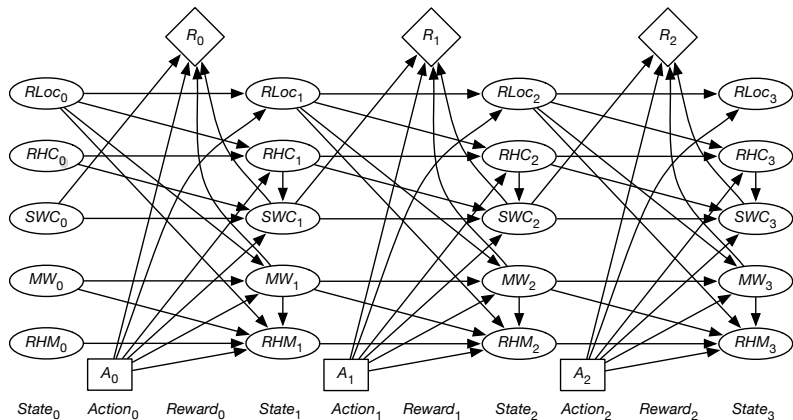 R0 R1 R2
RLoc0 RLoc1 RLoc2 RLoc3
RHC0 RHC1 RHC2 RHC3
SWC0 SWC1 SWC2 SWC3
MW0 MW1 MW2 MW3
RHM0 RHM1 RHM2 RHM3
A0 A1 A2
State0 Action0 Reward0 State1 Action1 Reward1 State2 Action2 Reward2 State3